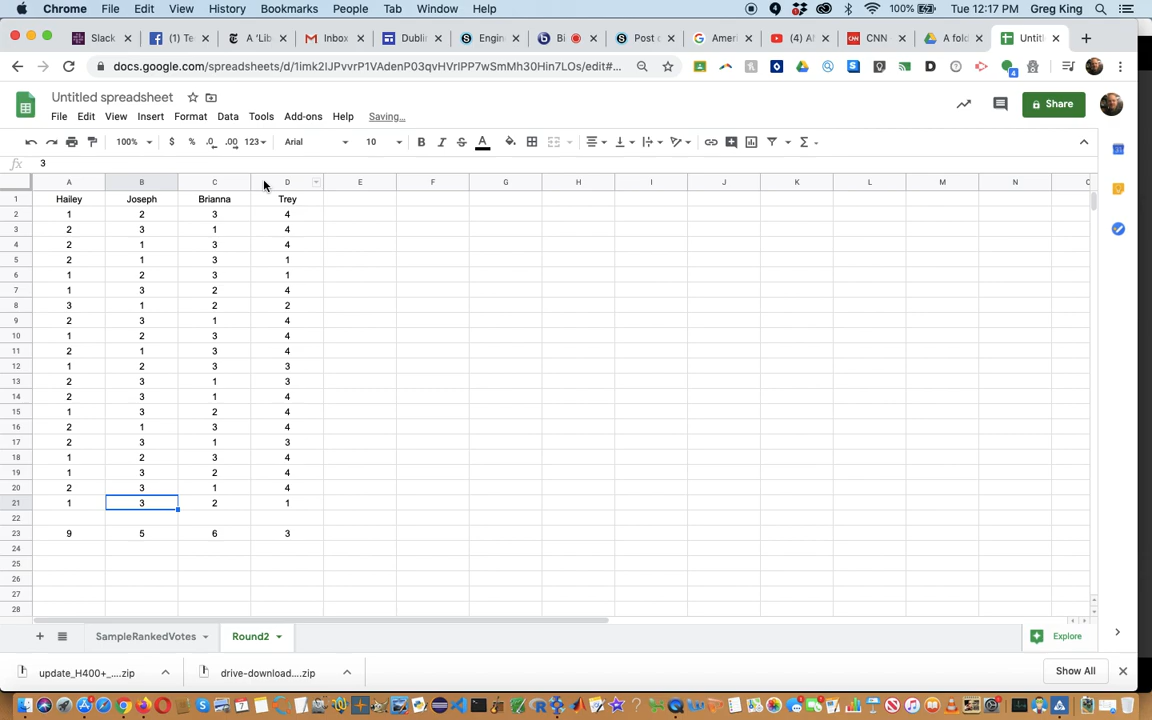 Chrome File Edit View History Bookmarks People Tab Window Help 100% Tue 12:17 PM Greg King
Slack (1) Te A 'Lib Inbox Dublin Engin Bi Post c Ameri (2) A CNN A fold Untit
docs.google.com/spreadsheets/d/1imk2IJPvvrP1VAdenP03qvHVrIPP7wSmMh30Hin7LOs/edit#...
Untitled spreadsheet
Share
File Edit View Insert Format Data Tools Add-ons Help Saving...
100% $ % .0 .00 123 Arial 10 B I S A
fx 3
A B C D E F G H I J K L M N
1 Hailey Joseph Brianna Trey
2 1 2 3 4
3 2 3 1 4
4 2 1 3 4
5 2 1 3 1
6 1 2 3 1
7 1 3 2 4
8 3 1 2 2
9 2 3 1 4
10 1 2 3 4
11 2 1 3 4
12 1 2 3 3
13 2 3 1 3
14 2 3 1 4
15 1 3 2 4
16 2 1 3 4
17 2 3 1 3
18 1 2 3 4
19 1 3 2 4
20 2 3 1 4
21 1 3 2 1
22
23 9 5 6 3
24
25
26
27
28
SampleRankedVotes Round2 Explore
update_H400+_....zip drive-download....zip Show All